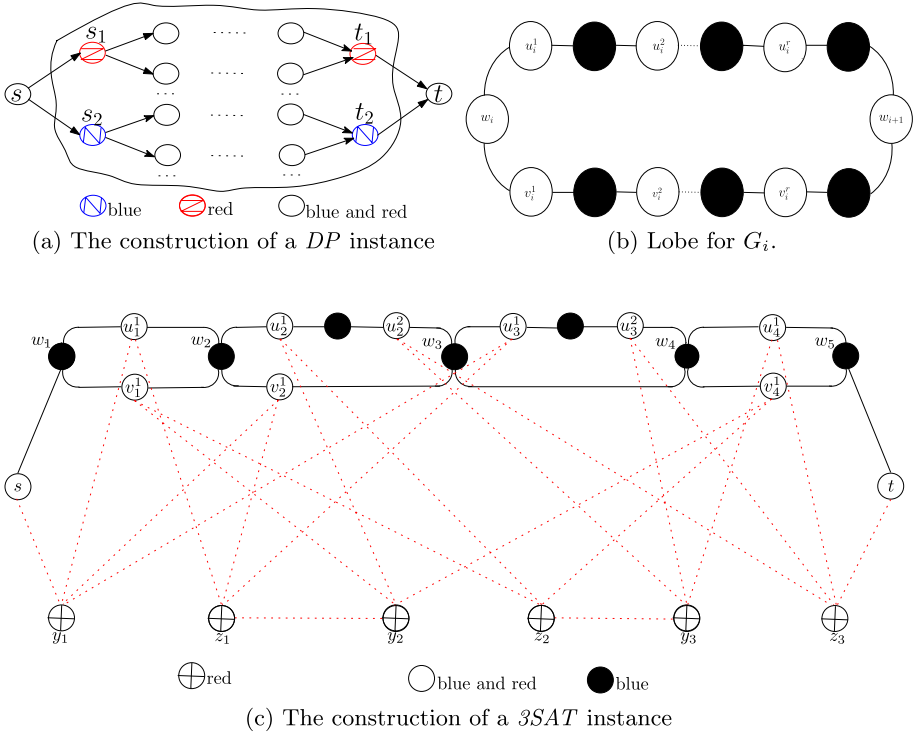 s₁ t₁
s t
s₂ t₂
blue red blue and red
(a) The construction of a DP instance
u_i^1 u_i^2 u_i^r
w_i w_{i+1}
v_i^1 v_i^2 v_i^r
(b) Lobe for G_i.
u_1^1 u_2^1 u_2^2 u_3^1 u_3^2 u_4^1
w₁ w₂ w₃ w₄ w₅
v_1^1 v_2^1 v_4^1
s t
y₁ z₁ y₂ z₂ y₃ z₃
red blue and red blue
(c) The construction of a 3SAT instance